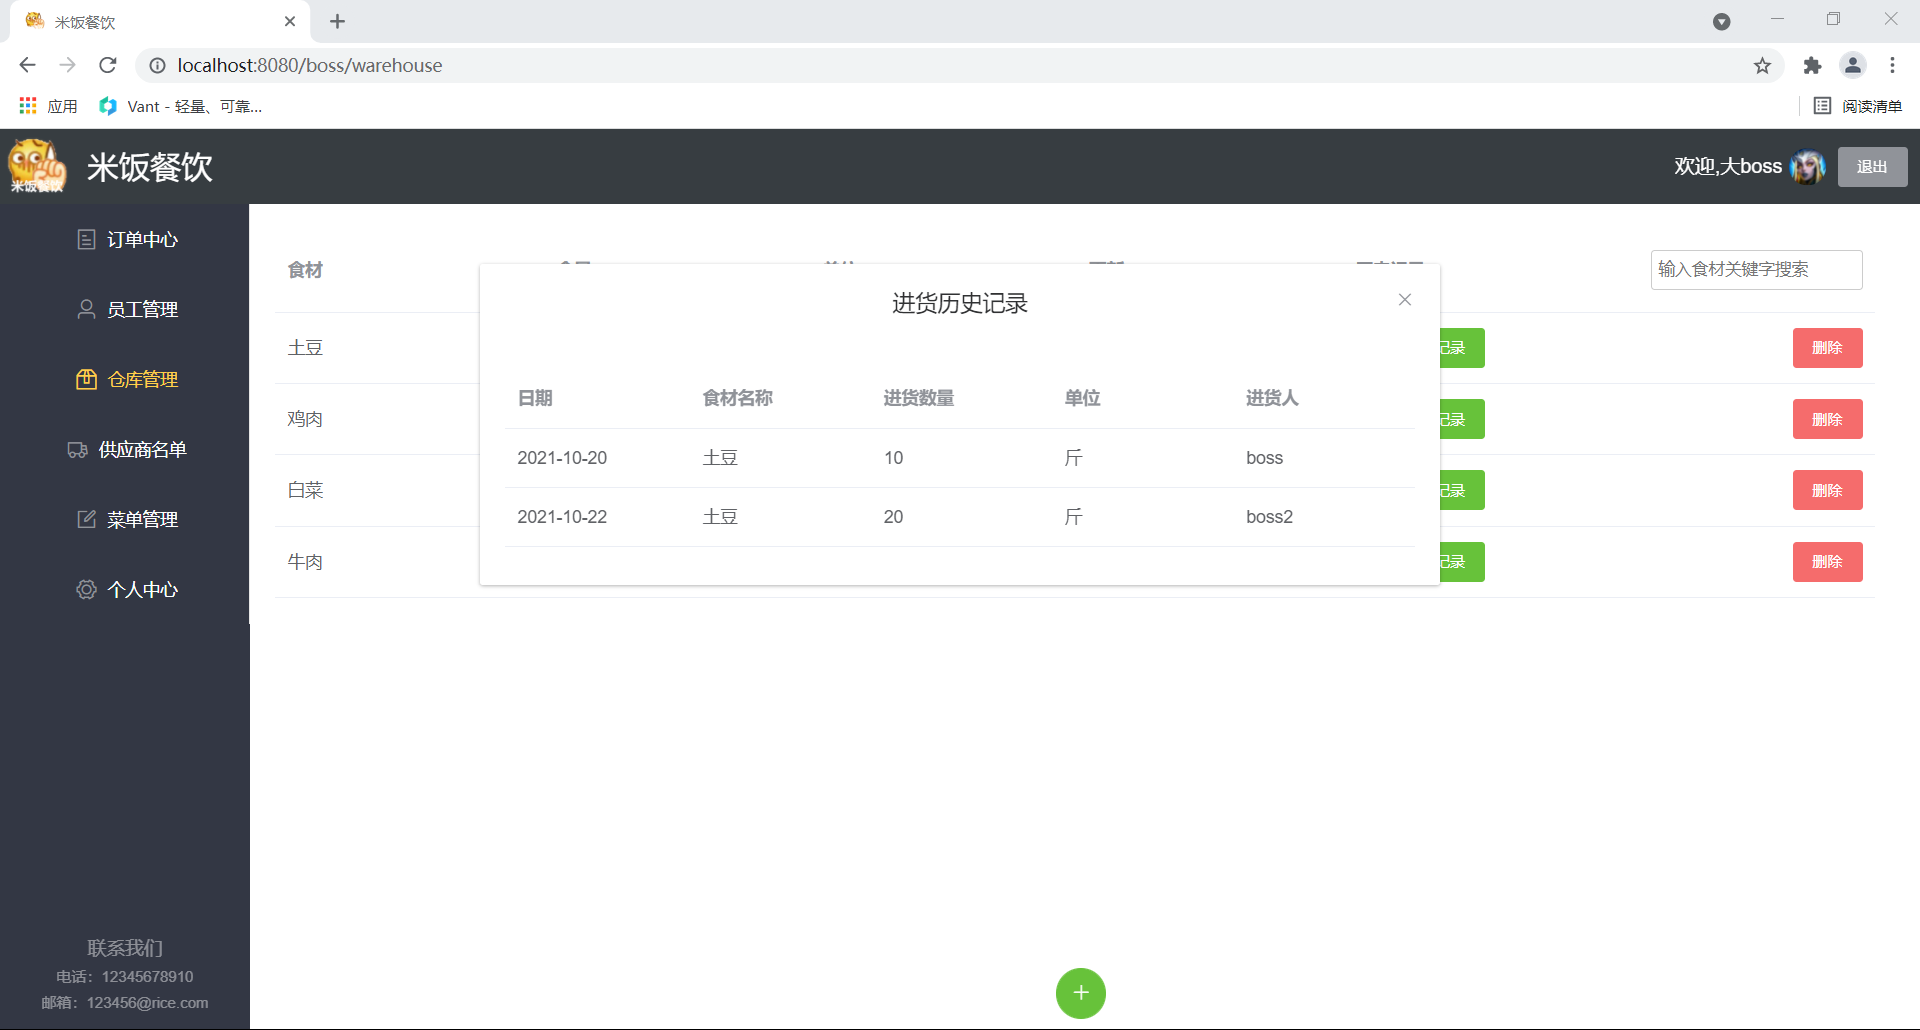 米饭餐饮
localhost:8080/boss/warehouse
应用 Vant - 轻量、可靠... 阅读清单
米饭餐饮 米饭餐饮 欢迎,大boss 退出
订单中心
员工管理
仓库管理
供应商名单
菜单管理
个人中心
联系我们
电话：12345678910
邮箱：123456@rice.com
食材 输入食材关键字搜索
土豆 记录 删除
鸡肉 记录 删除
白菜 记录 删除
牛肉 记录 删除
进货历史记录
日期 食材名称 进货数量 单位 进货人
2021-10-20 土豆 10 斤 boss
2021-10-22 土豆 20 斤 boss2